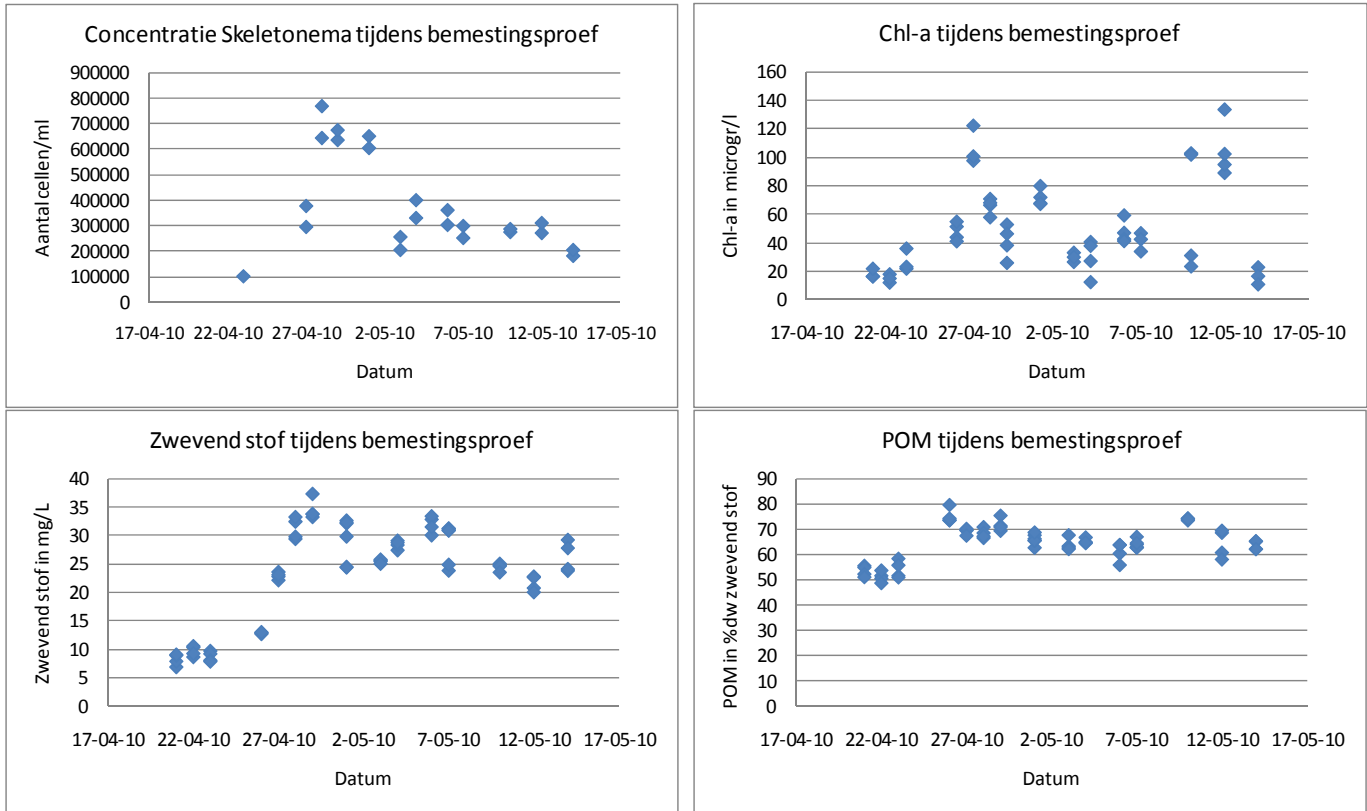 Concentratie Skeletonema tijdens bemestingsproef
Aantal cellen/ml
900000
800000
700000
600000
500000
400000
300000
200000
100000
0
17-04-10 22-04-10 27-04-10 2-05-10 7-05-10 12-05-10 17-05-10
Datum
Chl-a tijdens bemestingsproef
Chl-a in microgr/l
160
140
120
100
80
60
40
20
0
17-04-10 22-04-10 27-04-10 2-05-10 7-05-10 12-05-10 17-05-10
Datum
Zwevend stof tijdens bemestingsproef
Zwevend stof in mg/L
40
35
30
25
20
15
10
5
0
17-04-10 22-04-10 27-04-10 2-05-10 7-05-10 12-05-10 17-05-10
Datum
POM tijdens bemestingsproef
POM in %dw zwevend stof
90
80
70
60
50
40
30
20
10
0
17-04-10 22-04-10 27-04-10 2-05-10 7-05-10 12-05-10 17-05-10
Datum